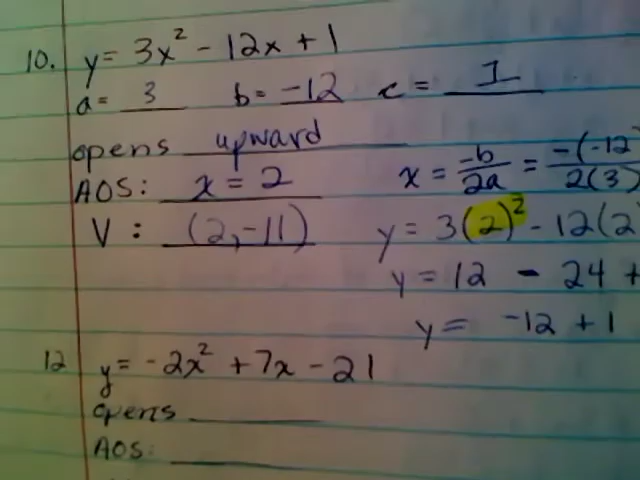 10. y = 3x² - 12x + 1
a = 3 b = -12 c = 1
opens upward
AOS: x = 2 x = -b/2a = -(-12/2(3)
V : (2,-11) y = 3(2)² - 12(2
y = 12 - 24 +
y = -12 + 1
12 y = -2x² + 7x - 21
opens
AOS: